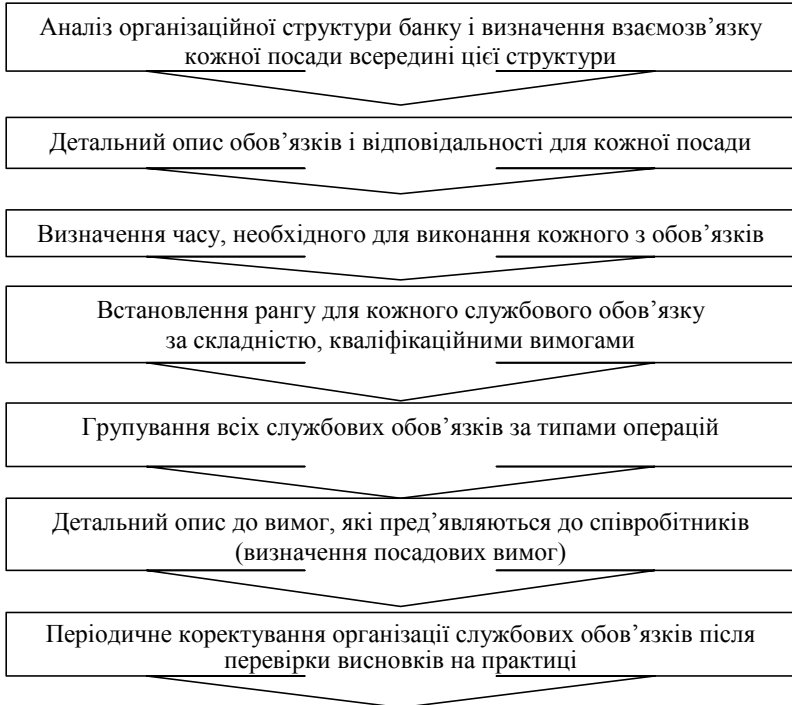 Аналіз організаційної структури банку і визначення взаємозв’язку
кожної посади всередині цієї структури
Детальний опис обов’язків і відповідальності для кожної посади
Визначення часу, необхідного для виконання кожного з обов’язків
Встановлення рангу для кожного службового обов’язку
за складністю, кваліфікаційними вимогами
Групування всіх службових обов’язків за типами операцій
Детальний опис до вимог, які пред’являються до співробітників
(визначення посадових вимог)
Періодичне коректування організації службових обов’язків після
перевірки висновків на практиці